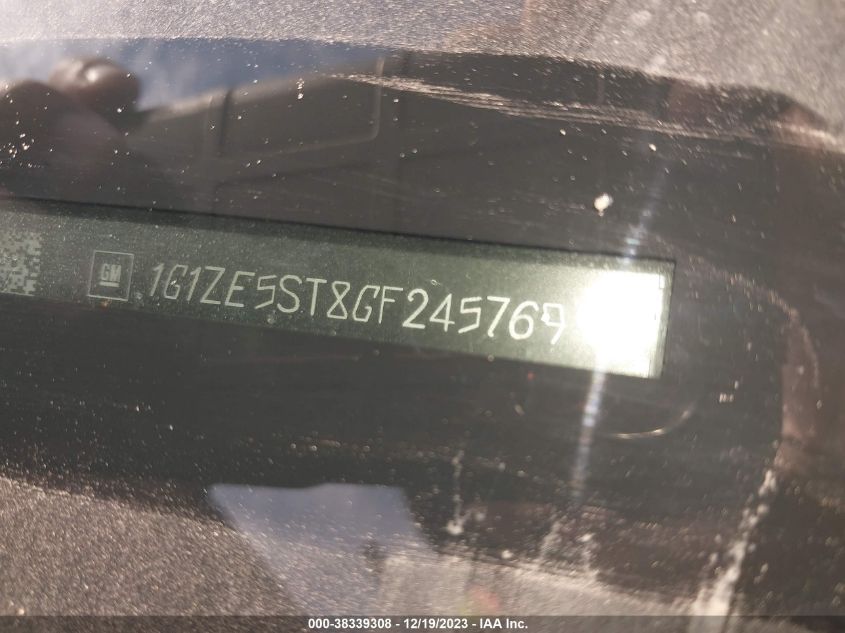 GM 1G1ZE5ST8GF245769
000-38339308 - 12/19/2023 - IAA Inc.